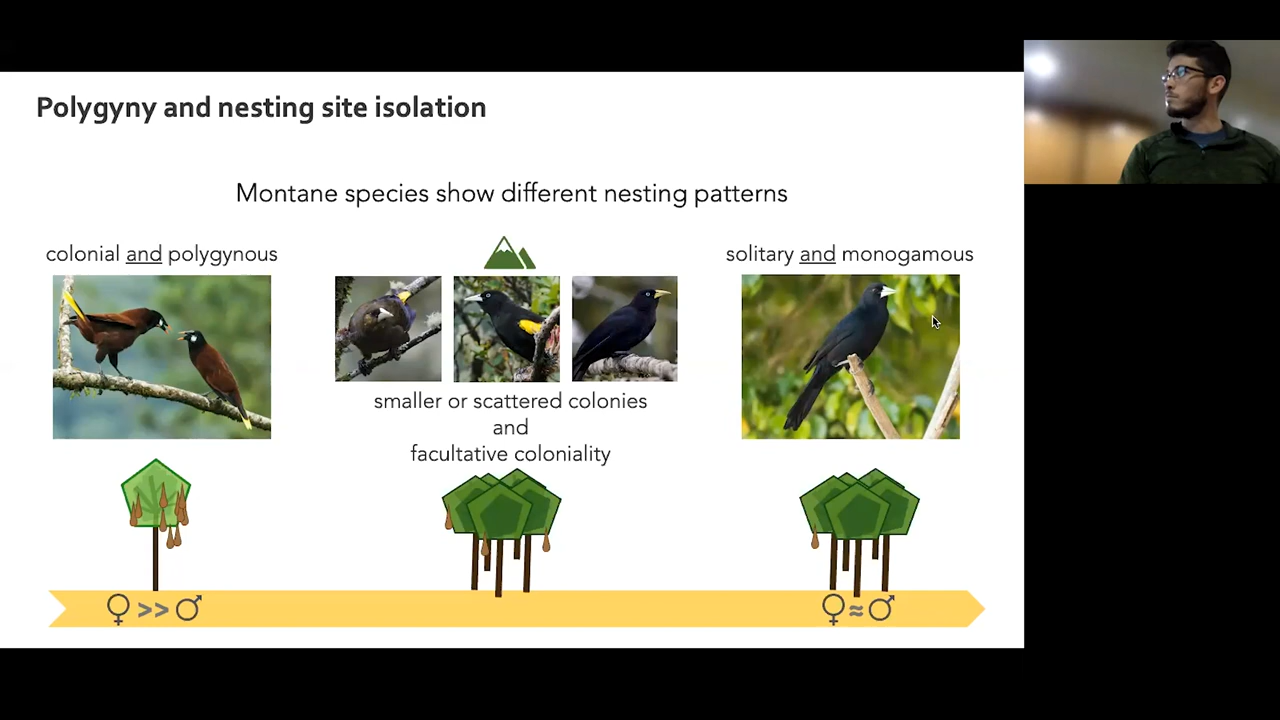 Polygyny and nesting site isolation
Montane species show different nesting patterns
colonial and polygynous
solitary and monogamous
smaller or scattered colonies
and
facultative coloniality
♀ >> ♂
♀ ≈ ♂